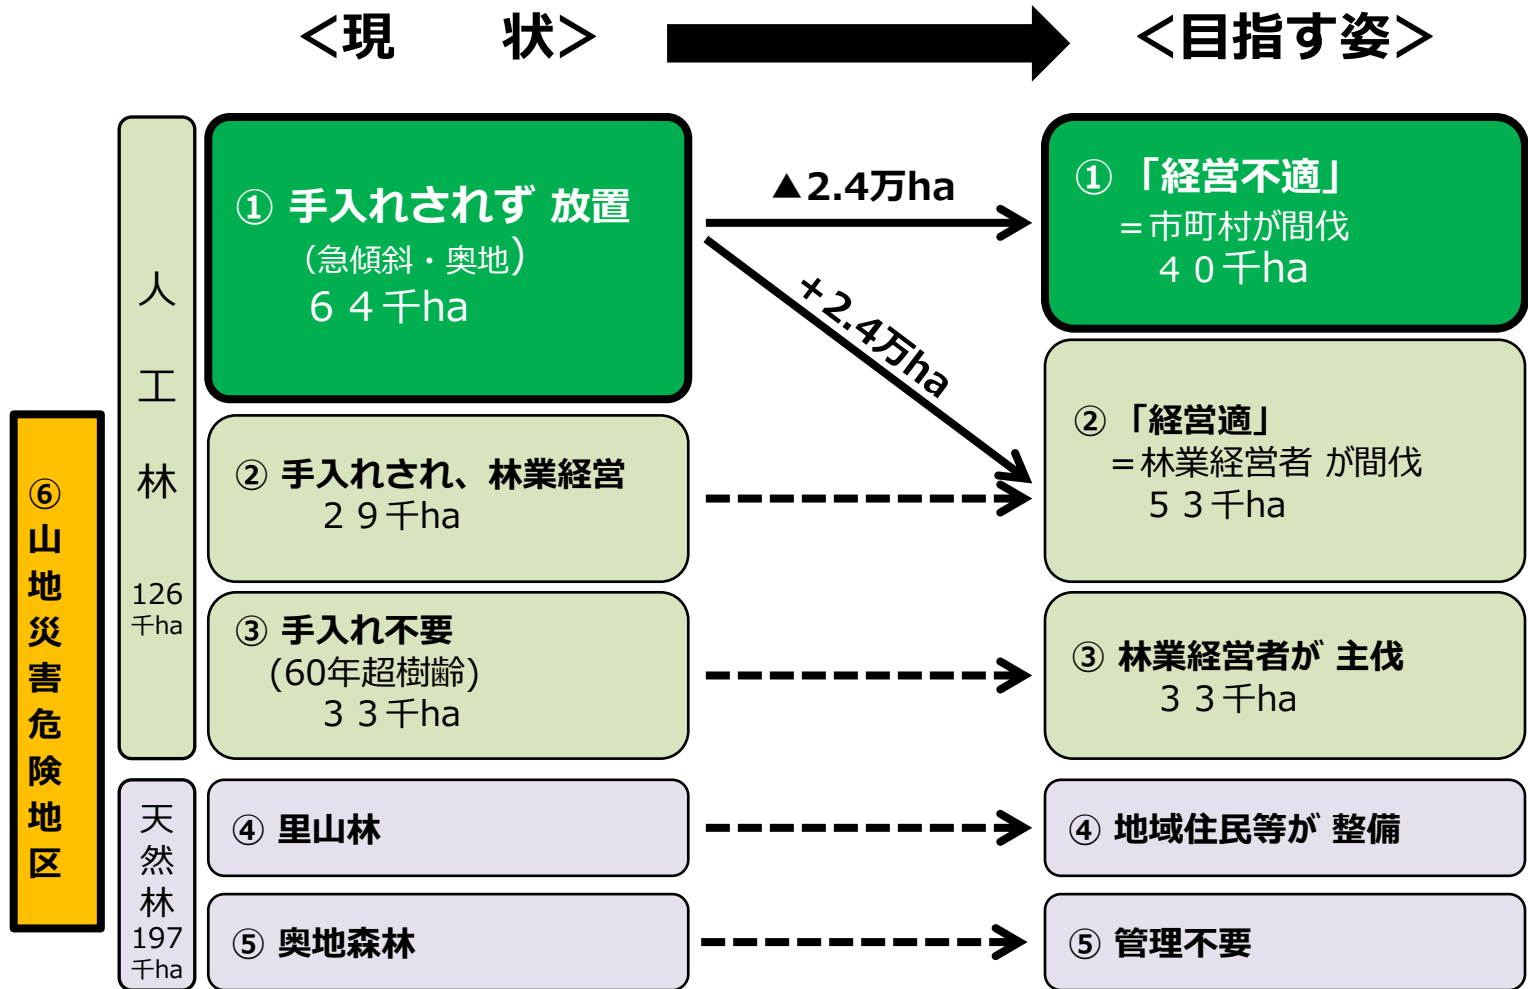 ＜現　　状＞
＜目指す姿＞
⑥山地災害危険地区
人工林
126
千ha
天然林
197
千ha
① 手入れされず 放置
(急傾斜・奥地)
６４千ha
② 手入れされ、林業経営
２９千ha
③ 手入れ不要
(60年超樹齢)
３３千ha
④ 里山林
⑤ 奥地森林
▲2.4万ha
＋2.4万ha
① 「経営不適」
＝市町村が間伐
４０千ha
② 「経営適」
＝林業経営者 が間伐
５３千ha
③ 林業経営者が 主伐
３３千ha
④ 地域住民等が 整備
⑤ 管理不要